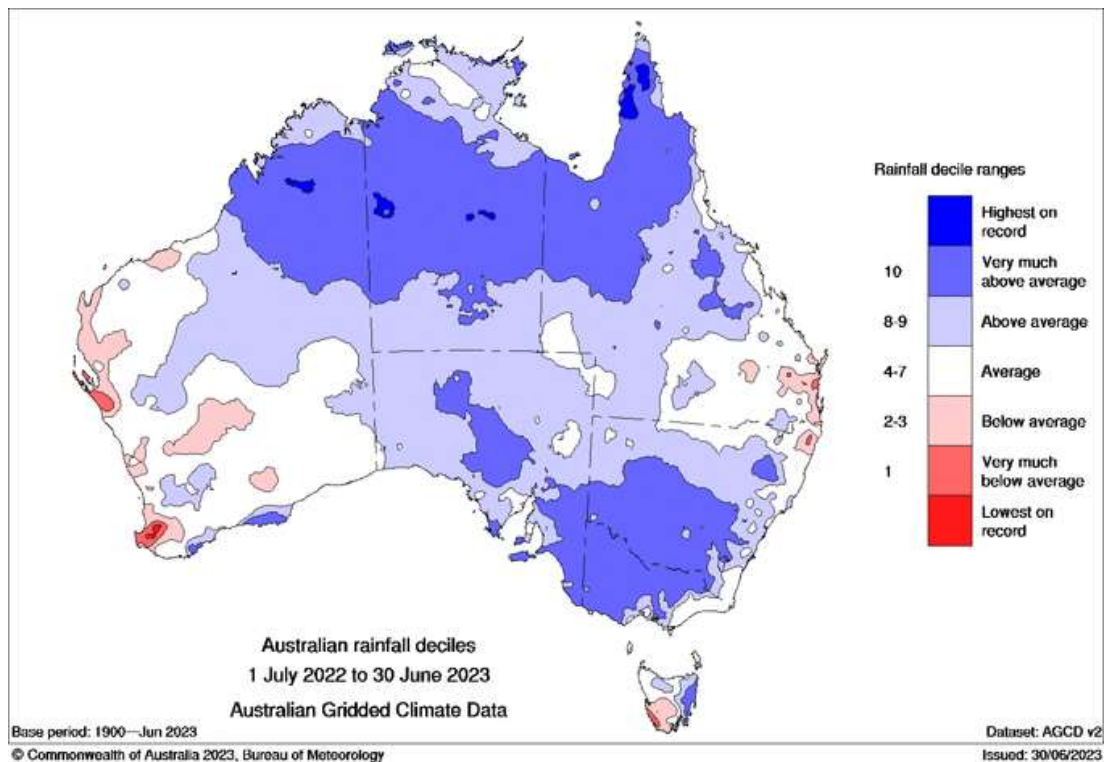 Rainfall decile ranges
Highest on
record
10
Very much
above average
8-9
Above average
4-7
Average
2-3
Below average
1
Very much
below average
Lowest on
record
Australian rainfall deciles
1 July 2022 to 30 June 2023
Australian Gridded Climate Data
Base period: 1900—Jun 2023
Dataset: AGCD v2
© Commonwealth of Australia 2023, Bureau of Meteorology
Issued: 30/06/2023